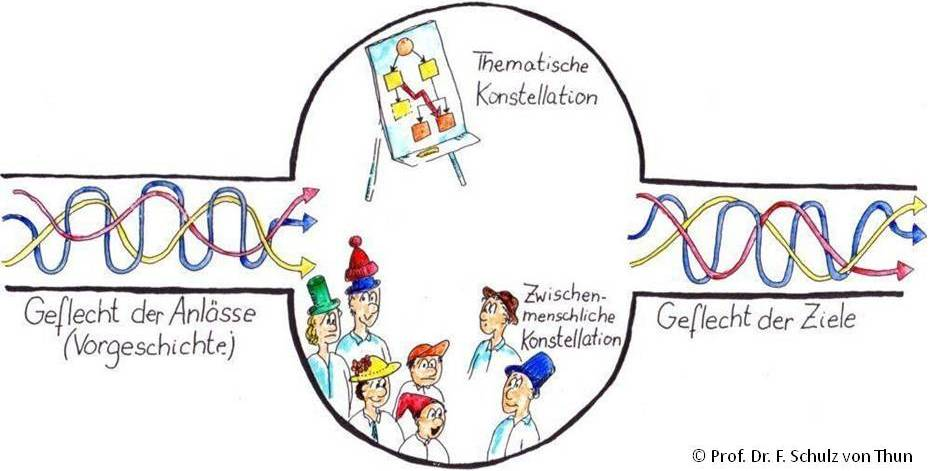 Thematische
Konstellation
Geflecht der Anlässe
(Vorgeschichte)
Zwischen-
menschliche
Konstellation
Geflecht der Ziele
© Prof. Dr. F. Schulz von Thun